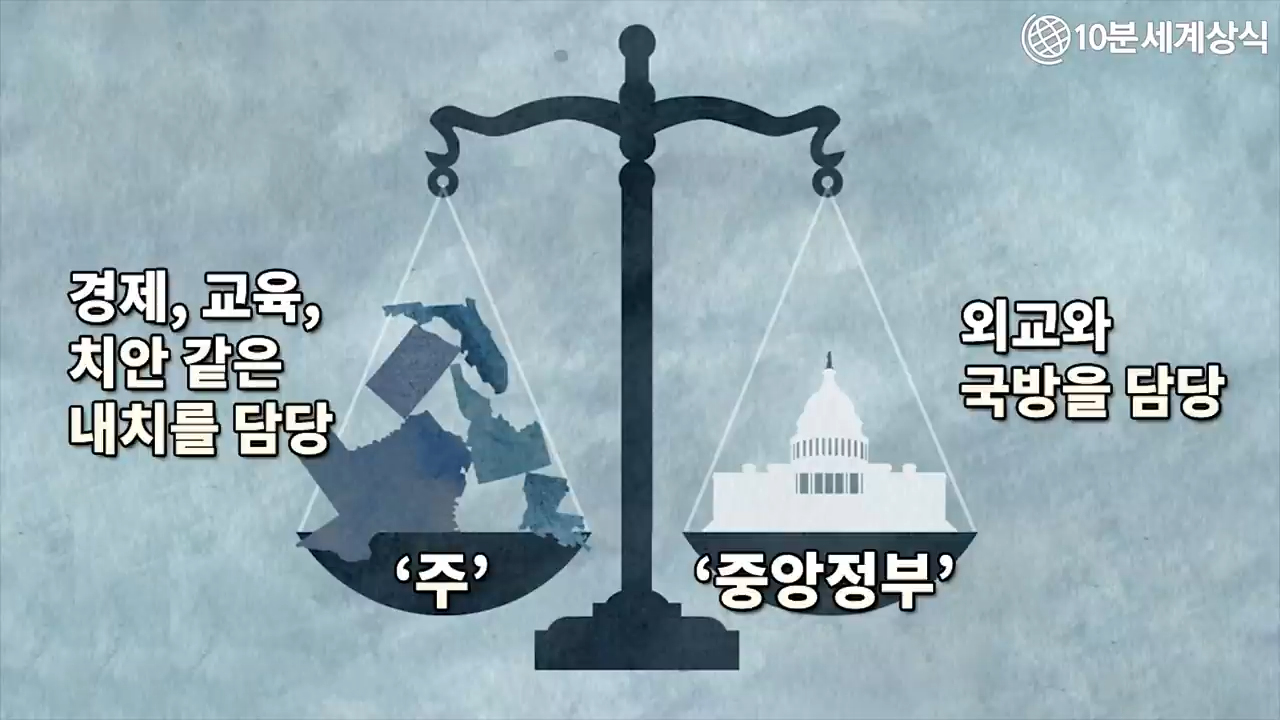 10분 세계상식
경제, 교육,
치안 같은
내치를 담당
외교와
국방을 담당
‘주’
‘중앙정부’